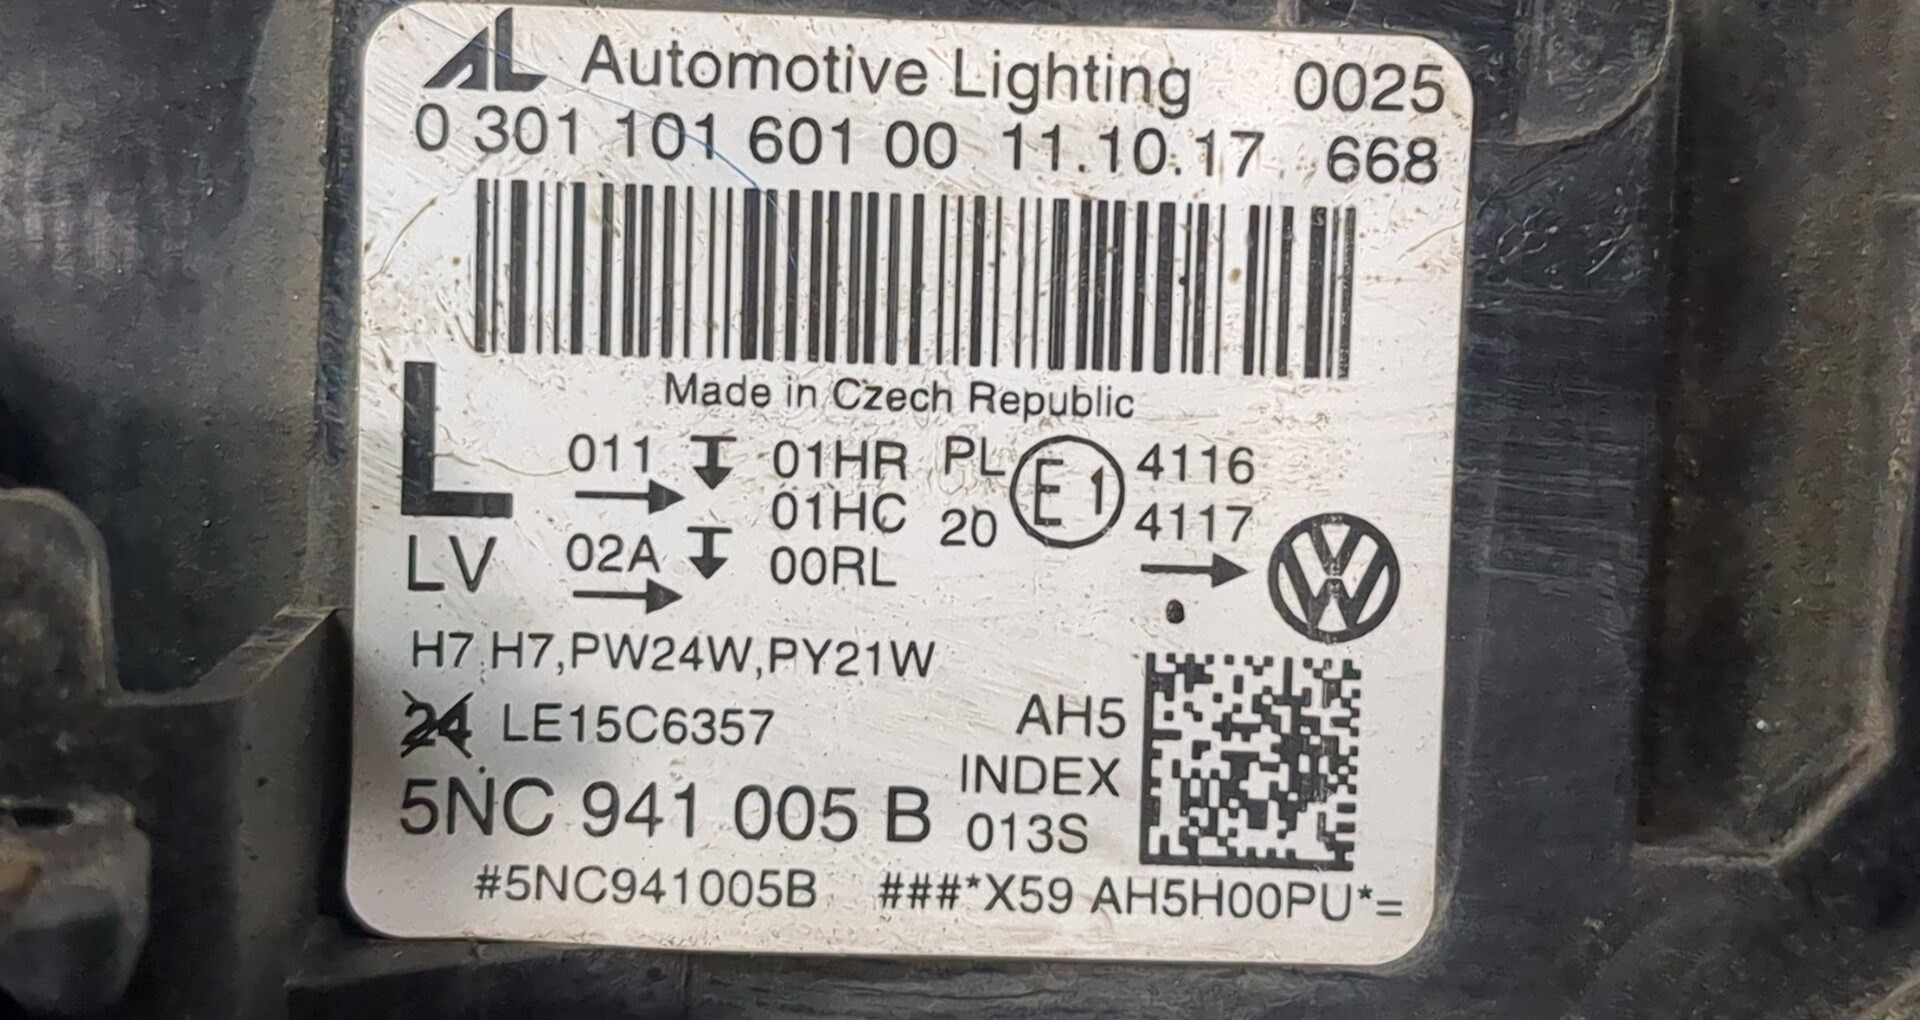 AL Automotive Lighting 0025
0 301 101 601 00 11.10.17 668
Made in Czech Republic
L 011 01HR PL E1 4116
01HC 20 4117
LV 02A 00RL
VW
H7,H7,PW24W,PY21W
24 LE15C6357 AH5
INDEX
5NC 941 005 B 013S
#5NC941005B ###*X59 AH5H00PU*=